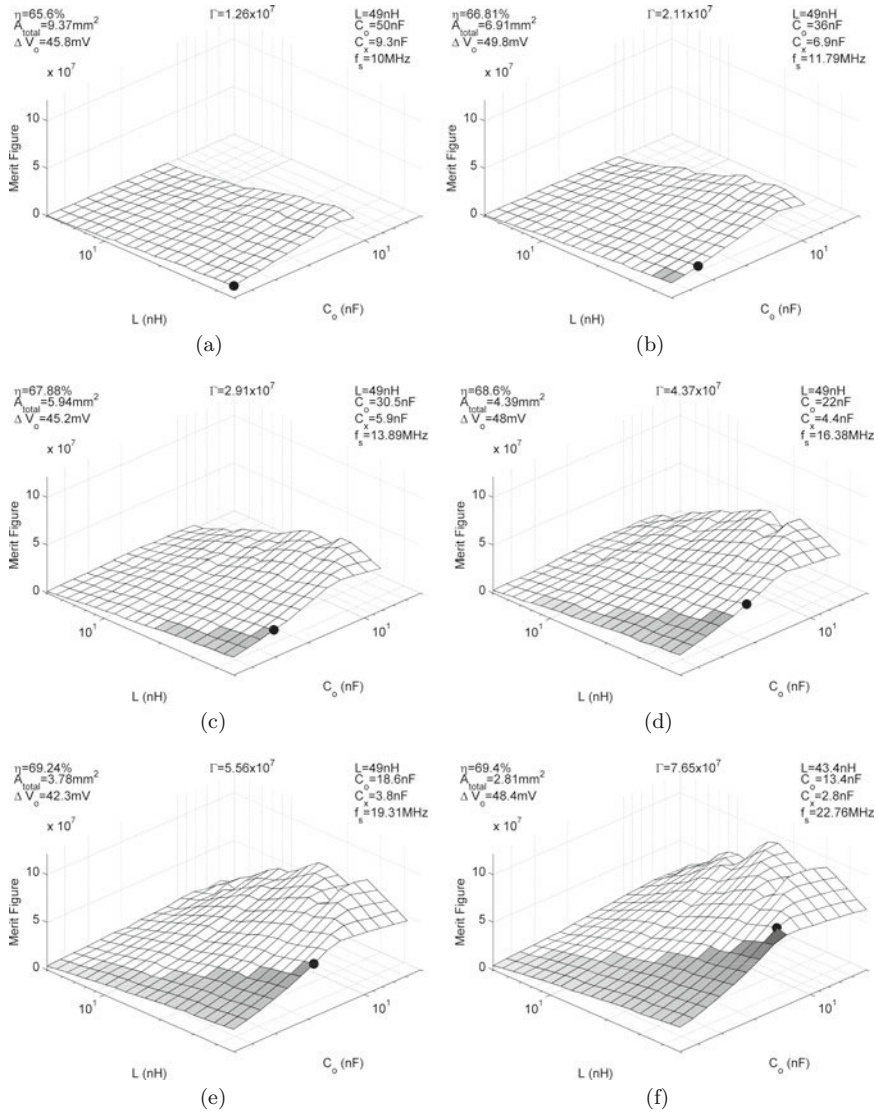 η=65.6%
A_total=9.37mm²
Δ V_o=45.8mV
Γ=1.26x10⁷
L=49nH
C_o=50nF
C_x=9.3nF
f_s=10MHz
x 10⁷
10
5
0
Merit Figure
10¹
10¹
L (nH)
C_o (nF)
(a)
η=66.81%
A_total=6.91mm²
Δ V_o=49.8mV
Γ=2.11x10⁷
L=49nH
C_o=36nF
C_x=6.9nF
f_s=11.79MHz
x 10⁷
10
5
0
Merit Figure
10¹
10¹
L (nH)
C_o (nF)
(b)
η=67.88%
A_total=5.94mm²
Δ V_o=45.2mV
Γ=2.91x10⁷
L=49nH
C_o=30.5nF
C_x=5.9nF
f_s=13.89MHz
x 10⁷
10
5
0
Merit Figure
10¹
10¹
L (nH)
C_o (nF)
(c)
η=68.6%
A_total=4.39mm²
Δ V_o=48mV
Γ=4.37x10⁷
L=49nH
C_o=22nF
C_x=4.4nF
f_s=16.38MHz
x 10⁷
10
5
0
Merit Figure
10¹
10¹
L (nH)
C_o (nF)
(d)
η=69.24%
A_total=3.78mm²
Δ V_o=42.3mV
Γ=5.56x10⁷
L=49nH
C_o=18.6nF
C_x=3.8nF
f_s=19.31MHz
x 10⁷
10
5
0
Merit Figure
10¹
10¹
L (nH)
C_o (nF)
(e)
η=69.4%
A_total=2.81mm²
Δ V_o=48.4mV
Γ=7.65x10⁷
L=43.4nH
C_o=13.4nF
C_x=2.8nF
f_s=22.76MHz
x 10⁷
10
5
0
Merit Figure
10¹
10¹
L (nH)
C_o (nF)
(f)